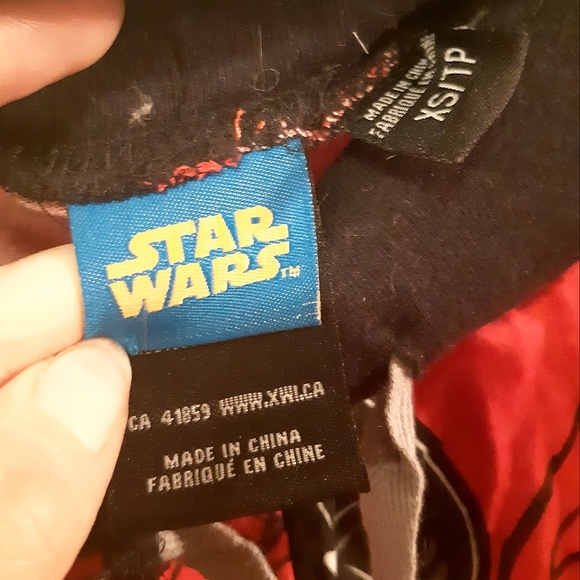 MADE IN CHINA
FABRIQUÉ EN CHINE
XS/TP
STAR
WARS™
CA 41859 WWW.XWI.CA
MADE IN CHINA
FABRIQUÉ EN CHINE